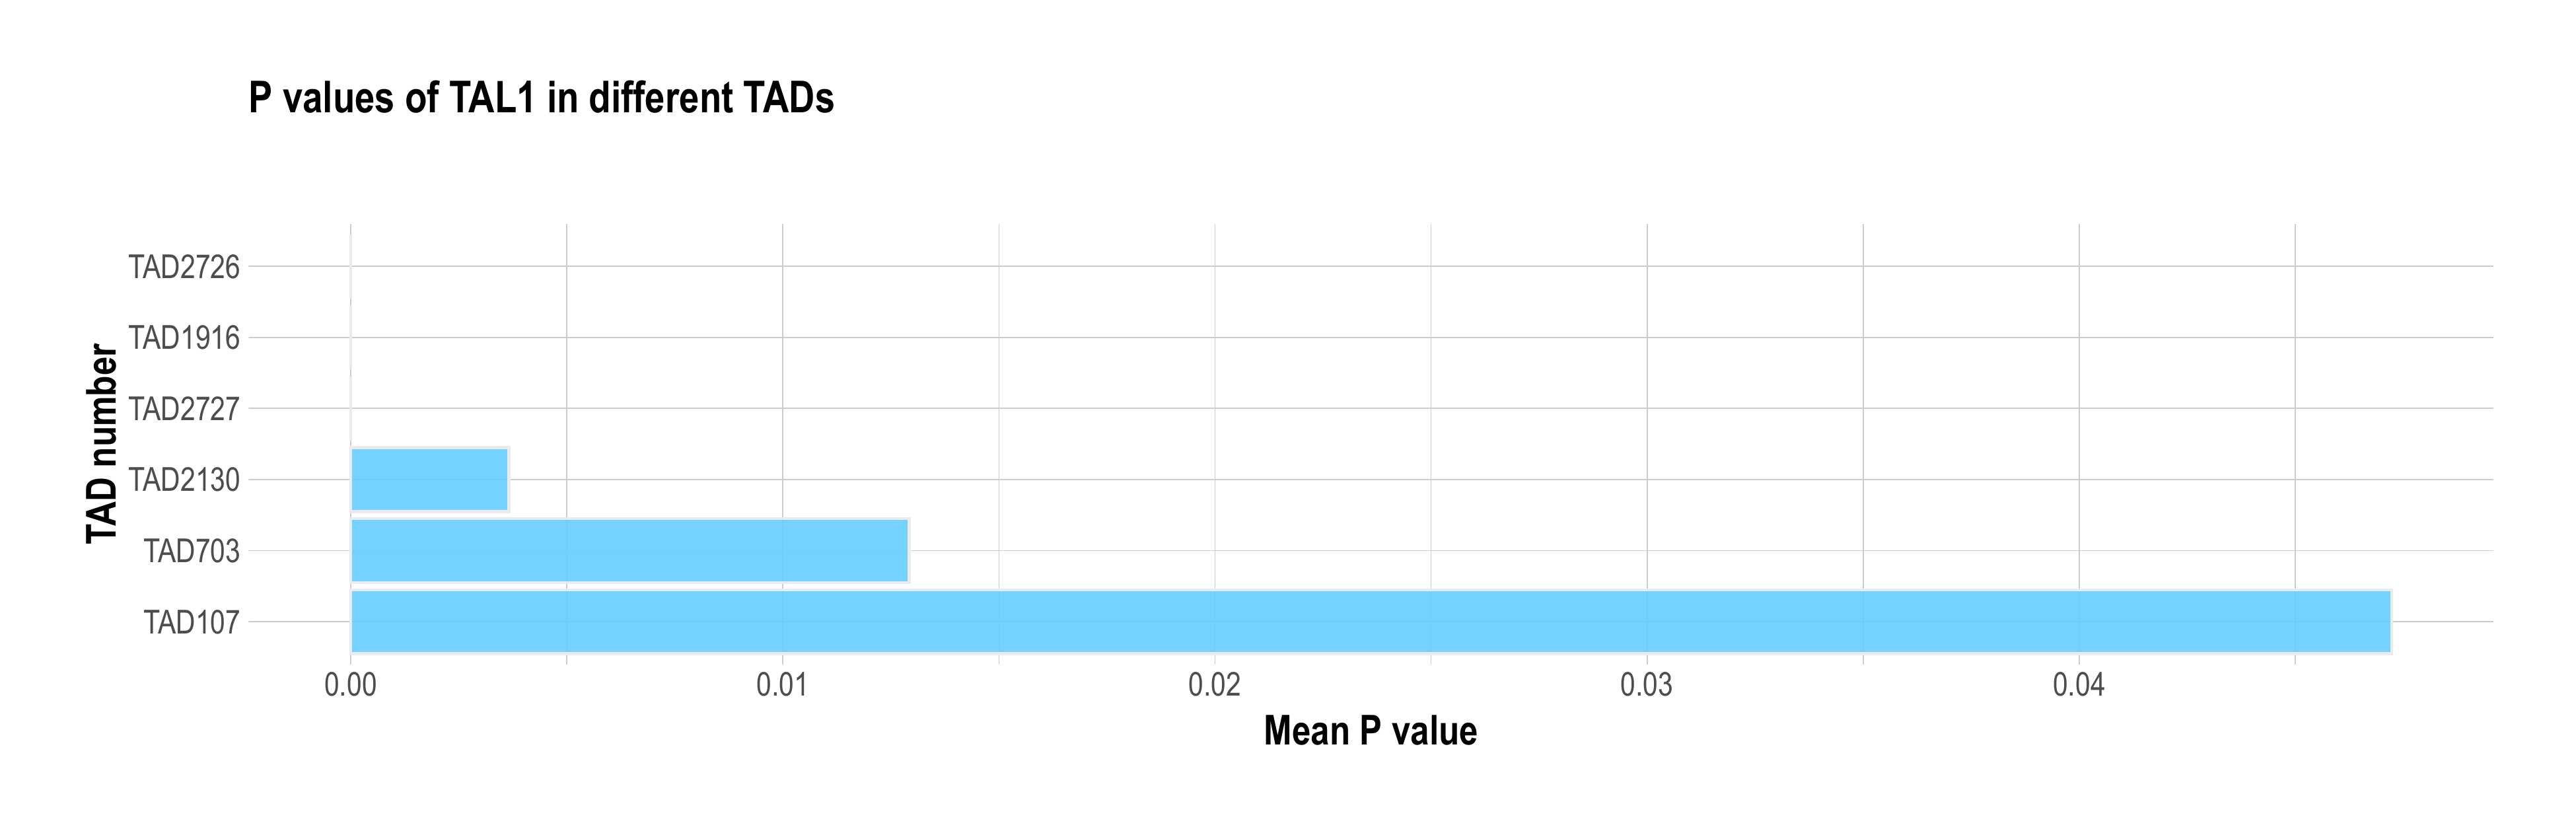 P values of TAL1 in different TADs
TAD number
TAD2726
TAD1916
TAD2727
TAD2130
TAD703
TAD107
0.00 0.01 0.02 0.03 0.04
Mean P value